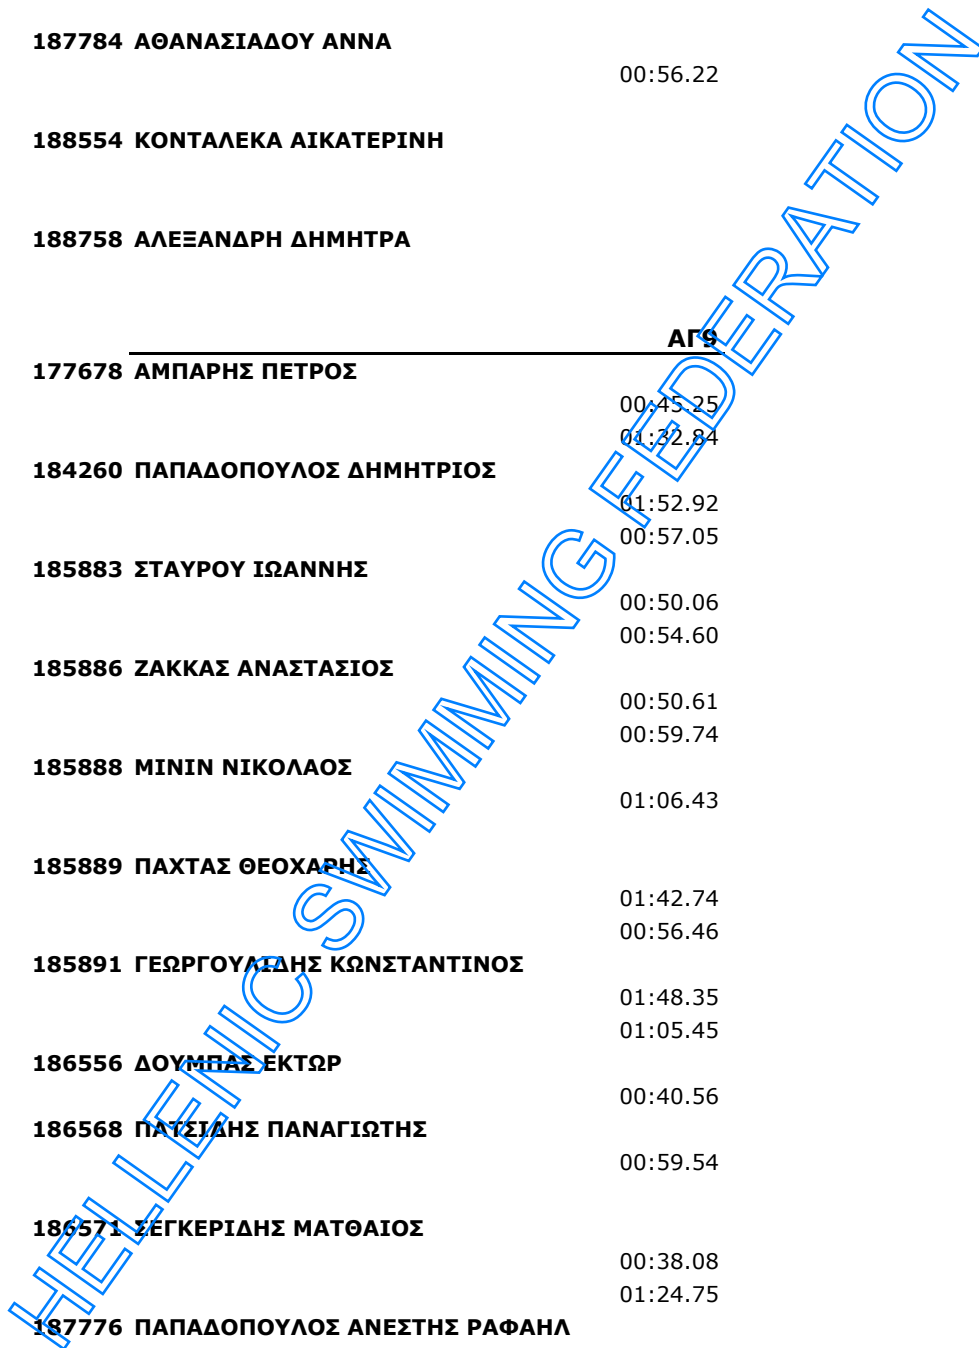 187784 ΑΘΑΝΑΣΙΑΔΟΥ ΑΝΝΑ
00:56.22
188554 ΚΟΝΤΑΛΕΚΑ ΑΙΚΑΤΕΡΙΝΗ
188758 ΑΛΕΞΑΝΔΡΗ ΔΗΜΗΤΡΑ
ΑΓ9
177678 ΑΜΠΑΡΗΣ ΠΕΤΡΟΣ
00:45.25
01:32.84
184260 ΠΑΠΑΔΟΠΟΥΛΟΣ ΔΗΜΗΤΡΙΟΣ
01:52.92
00:57.05
185883 ΣΤΑΥΡΟΥ ΙΩΑΝΝΗΣ
00:50.06
00:54.60
185886 ΖΑΚΚΑΣ ΑΝΑΣΤΑΣΙΟΣ
00:50.61
00:59.74
185888 ΜΙΝΙΝ ΝΙΚΟΛΑΟΣ
01:06.43
185889 ΠΑΧΤΑΣ ΘΕΟΧΑΡΗΣ
01:42.74
00:56.46
185891 ΓΕΩΡΓΟΥΛΙΔΗΣ ΚΩΝΣΤΑΝΤΙΝΟΣ
01:48.35
01:05.45
186556 ΔΟΥΜΠΑΣ ΕΚΤΩΡ
00:40.56
186568 ΠΑΤΣΙΔΗΣ ΠΑΝΑΓΙΩΤΗΣ
00:59.54
186571 ΣΕΓΚΕΡΙΔΗΣ ΜΑΤΘΑΙΟΣ
00:38.08
01:24.75
187776 ΠΑΠΑΔΟΠΟΥΛΟΣ ΑΝΕΣΤΗΣ ΡΑΦΑΗΛ
HELLENIC SWIMMING FEDERATION